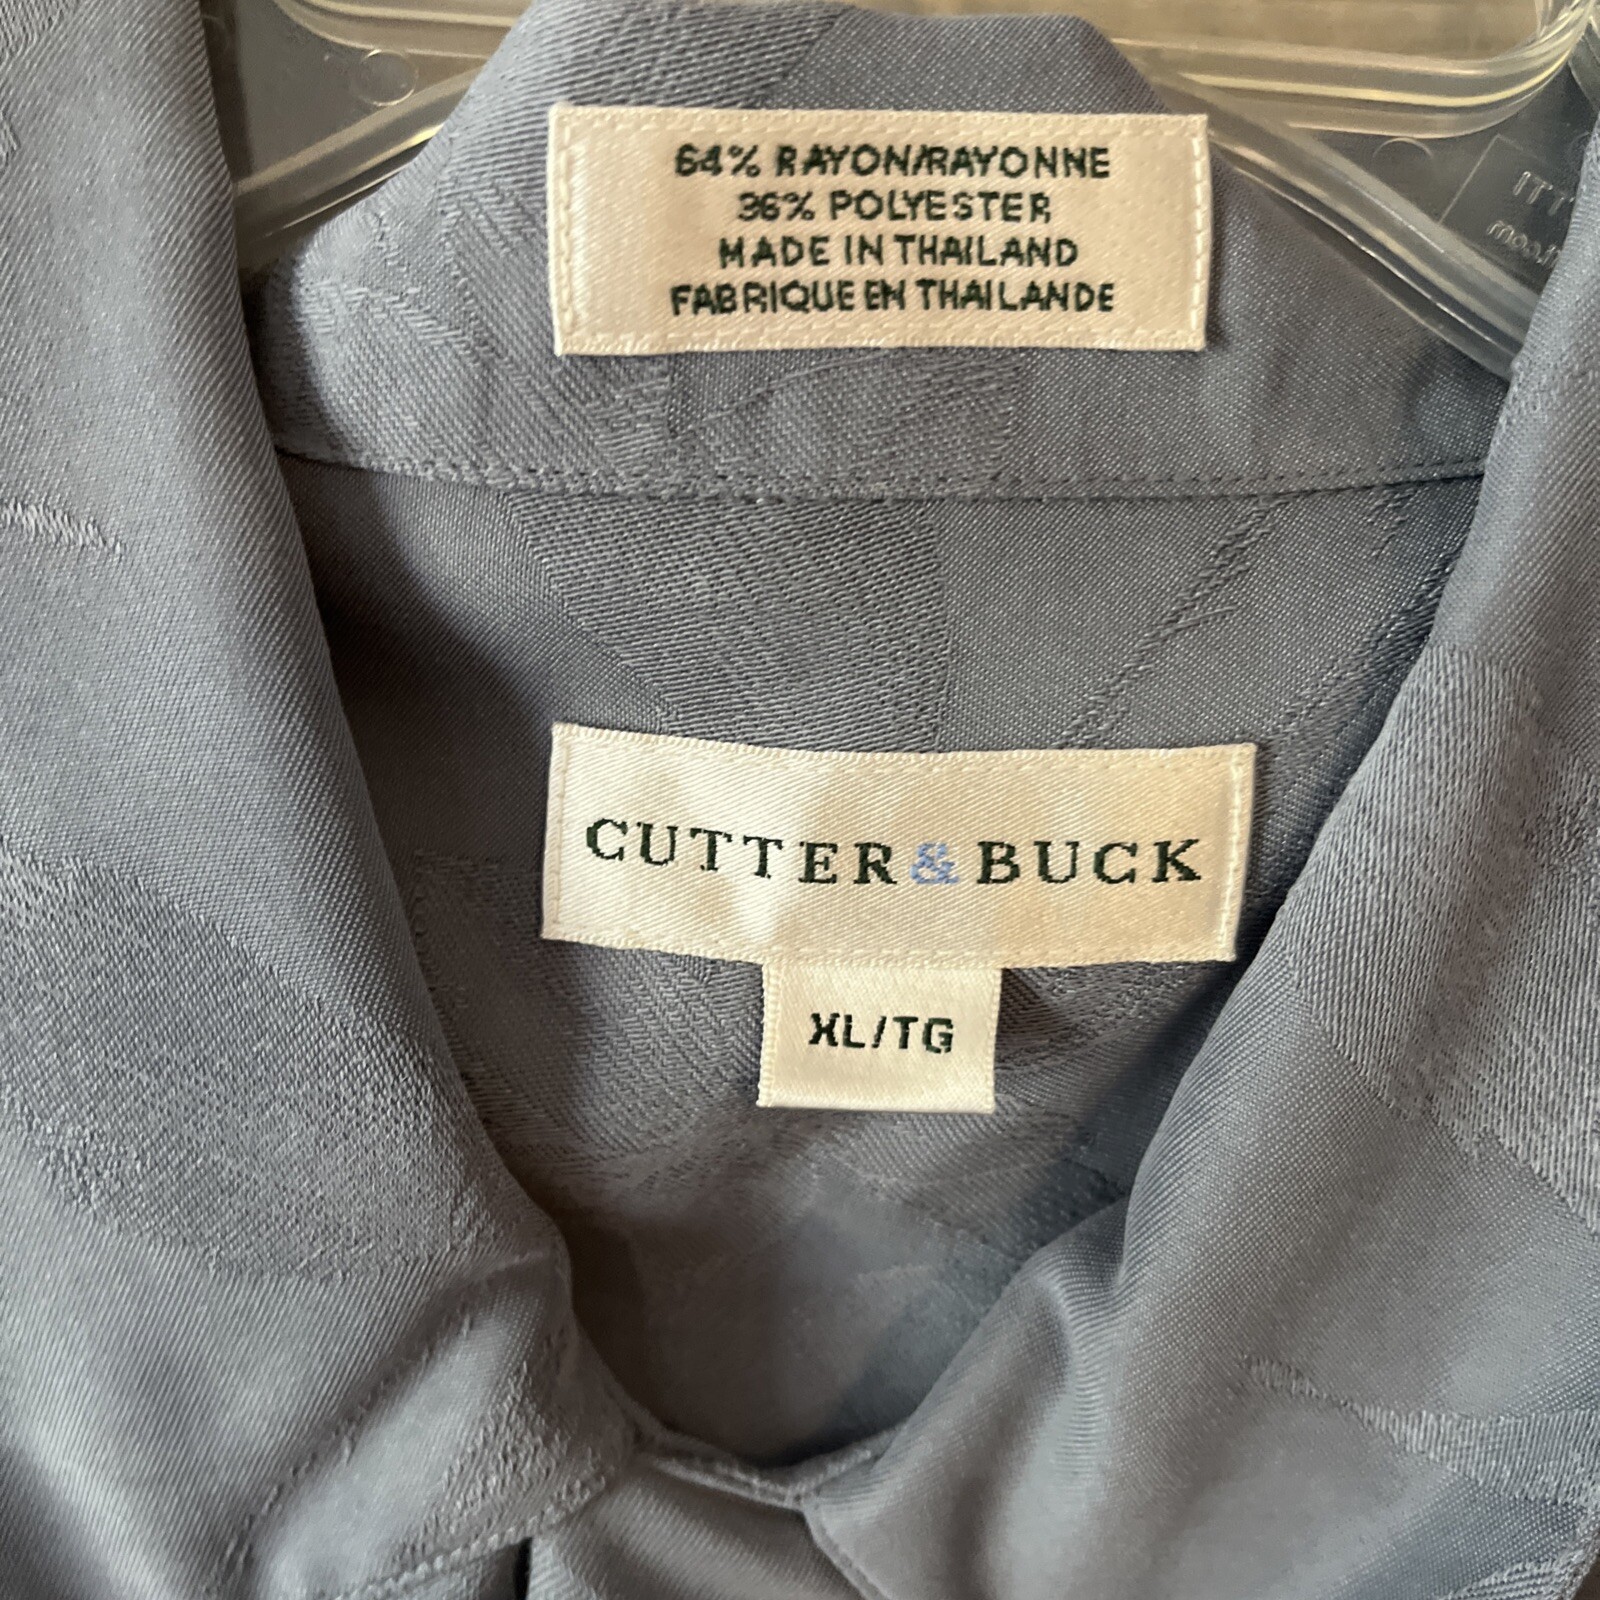 64% RAYON/RAYONNE
36% POLYESTER
MADE IN THAILAND
FABRIQUE EN THAILANDE
CUTTER & BUCK
XL/TG